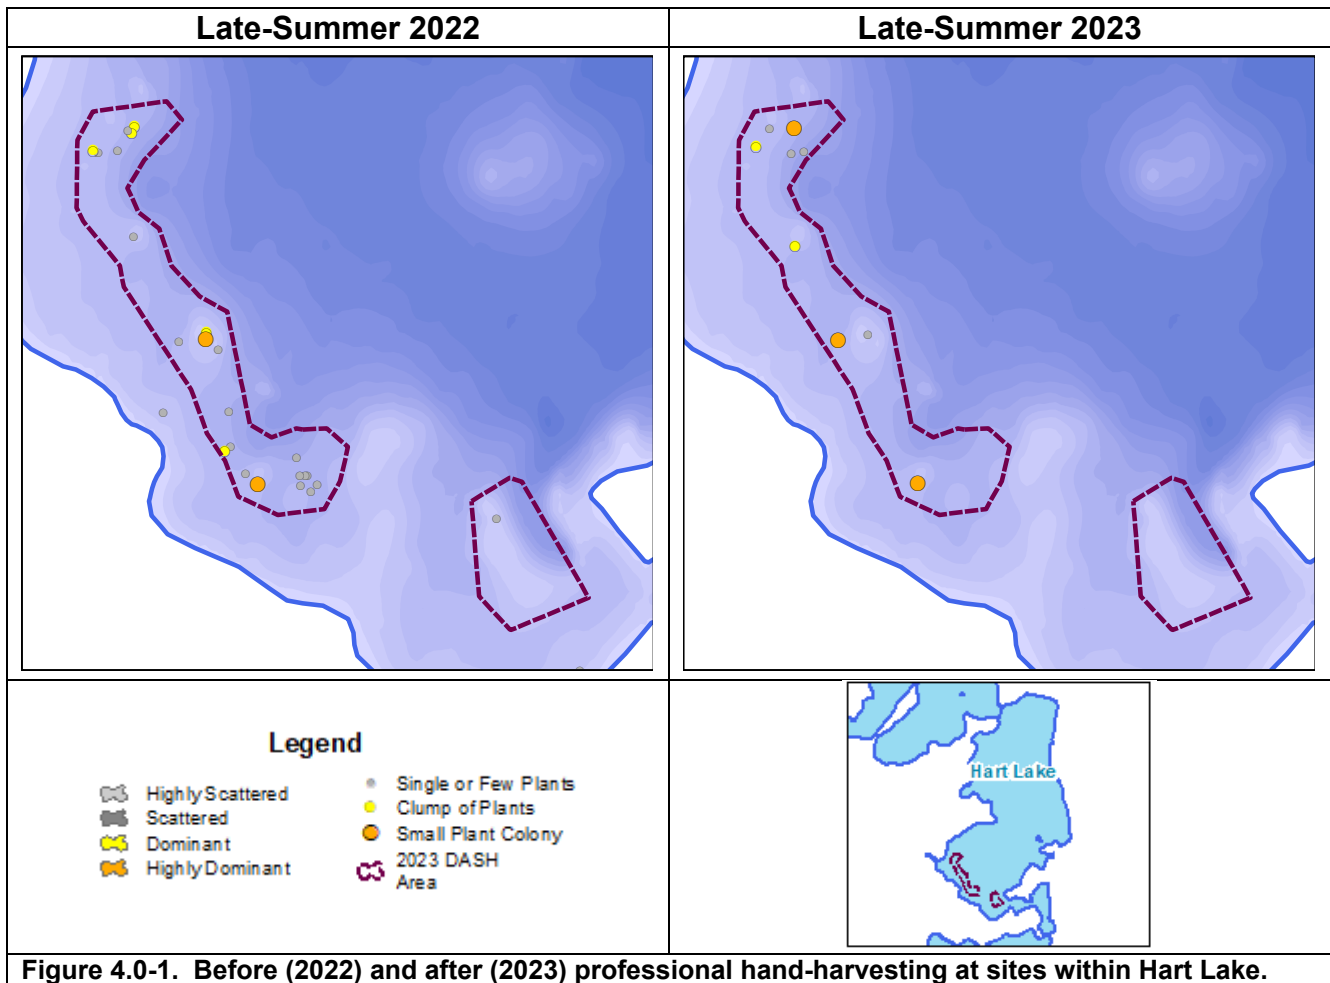 Late-Summer 2022
Late-Summer 2023
Legend
Highly Scattered
Scattered
Dominant
Highly Dominant
Single or Few Plants
Clump of Plants
Small Plant Colony
2023 DASH
Area
Hart Lake
Figure 4.0-1. Before (2022) and after (2023) professional hand-harvesting at sites within Hart Lake.